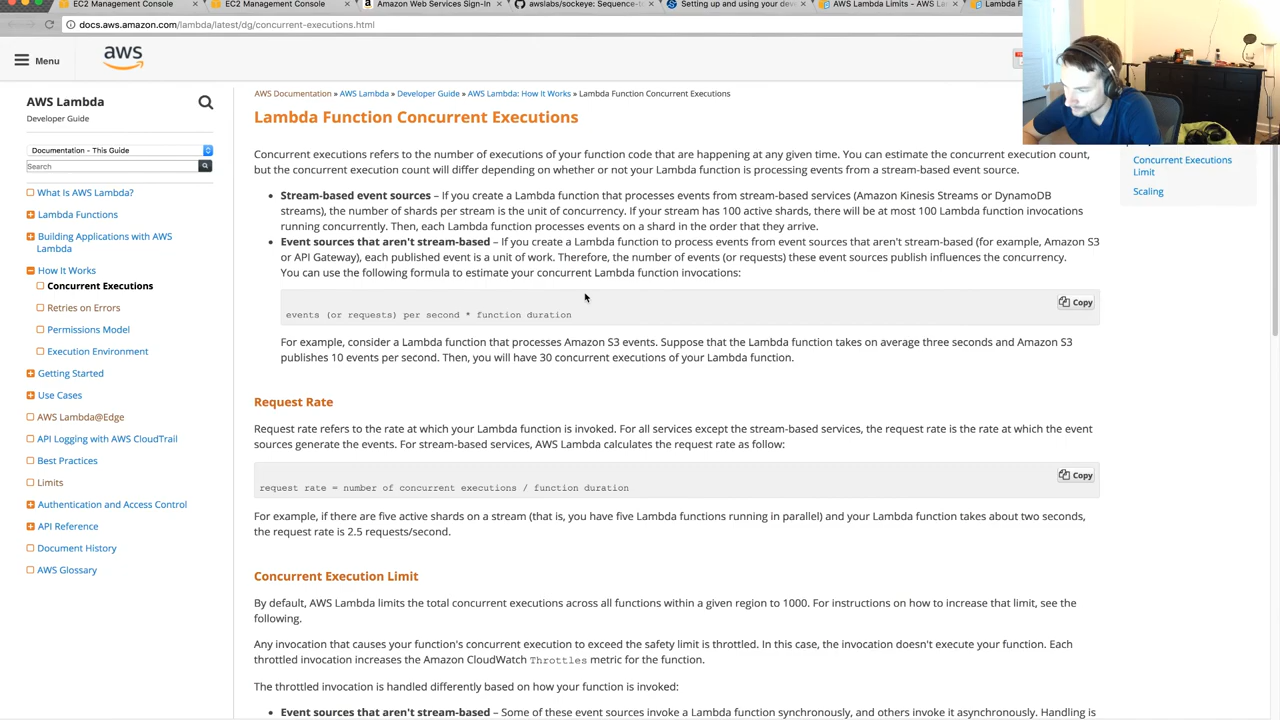 EC2 Management Console
EC2 Management Console
Amazon Web Services Sign-In
awslabs/sockeye: Sequence-to
Setting up and using your dev
AWS Lambda Limits - AWS La
Lambda F
docs.aws.amazon.com/lambda/latest/dg/concurrent-executions.html
Menu
aws
AWS Lambda
Developer Guide
Documentation - This Guide
Search
What Is AWS Lambda?
Lambda Functions
Building Applications with AWS
Lambda
How It Works
Concurrent Executions
Retries on Errors
Permissions Model
Execution Environment
Getting Started
Use Cases
AWS Lambda@Edge
API Logging with AWS CloudTrail
Best Practices
Limits
Authentication and Access Control
API Reference
Document History
AWS Glossary
AWS Documentation » AWS Lambda » Developer Guide » AWS Lambda: How It Works » Lambda Function Concurrent Executions
Lambda Function Concurrent Executions
Concurrent executions refers to the number of executions of your function code that are happening at any given time. You can estimate the concurrent execution count,
but the concurrent execution count will differ depending on whether or not your Lambda function is processing events from a stream-based event source.
• Stream-based event sources – If you create a Lambda function that processes events from stream-based services (Amazon Kinesis Streams or DynamoDB
streams), the number of shards per stream is the unit of concurrency. If your stream has 100 active shards, there will be at most 100 Lambda function invocations
running concurrently. Then, each Lambda function processes events on a shard in the order that they arrive.
• Event sources that aren't stream-based – If you create a Lambda function to process events from event sources that aren't stream-based (for example, Amazon S3
or API Gateway), each published event is a unit of work. Therefore, the number of events (or requests) these event sources publish influences the concurrency.
You can use the following formula to estimate your concurrent Lambda function invocations:
Copy
events (or requests) per second * function duration
For example, consider a Lambda function that processes Amazon S3 events. Suppose that the Lambda function takes on average three seconds and Amazon S3
publishes 10 events per second. Then, you will have 30 concurrent executions of your Lambda function.
Request Rate
Request rate refers to the rate at which your Lambda function is invoked. For all services except the stream-based services, the request rate is the rate at which the event
sources generate the events. For stream-based services, AWS Lambda calculates the request rate as follow:
Copy
request rate = number of concurrent executions / function duration
For example, if there are five active shards on a stream (that is, you have five Lambda functions running in parallel) and your Lambda function takes about two seconds,
the request rate is 2.5 requests/second.
Concurrent Execution Limit
By default, AWS Lambda limits the total concurrent executions across all functions within a given region to 1000. For instructions on how to increase that limit, see the
following.
Any invocation that causes your function's concurrent execution to exceed the safety limit is throttled. In this case, the invocation doesn't execute your function. Each
throttled invocation increases the Amazon CloudWatch Throttles metric for the function.
The throttled invocation is handled differently based on how your function is invoked:
• Event sources that aren't stream-based – Some of these event sources invoke a Lambda function synchronously, and others invoke it asynchronously. Handling is
Concurrent Executions
Limit
Scaling